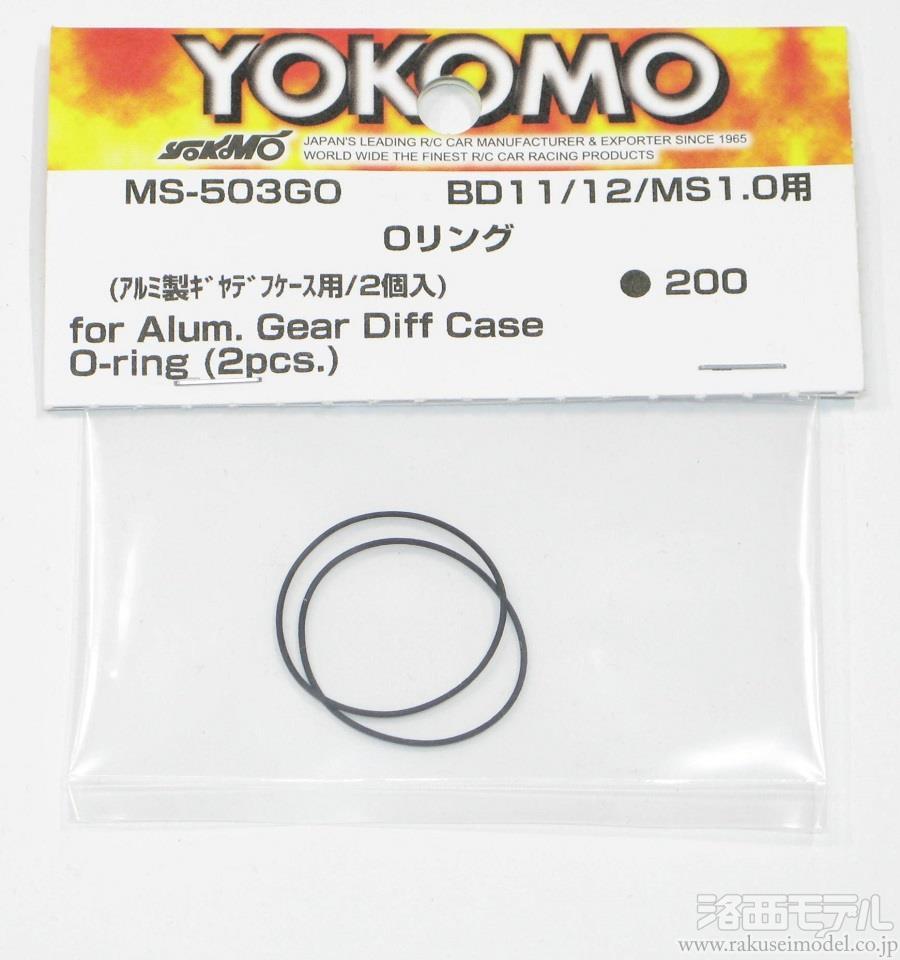 YOKOMO
YOKOMO JAPAN'S LEADING R/C CAR MANUFACTURER & EXPORTER SINCE 1965
WORLD WIDE THE FINEST R/C CAR RACING PRODUCTS
MS-503GO BD11/12/MS1.0用
Oリング
(ｱﾙﾐ製ｷﾞﾔﾃﾞﾌｹｰｽ用/2個入) ●200
for Alum. Gear Diff Case
O-ring (2pcs.)
洛西モデル
www.rakuseimodel.co.jp